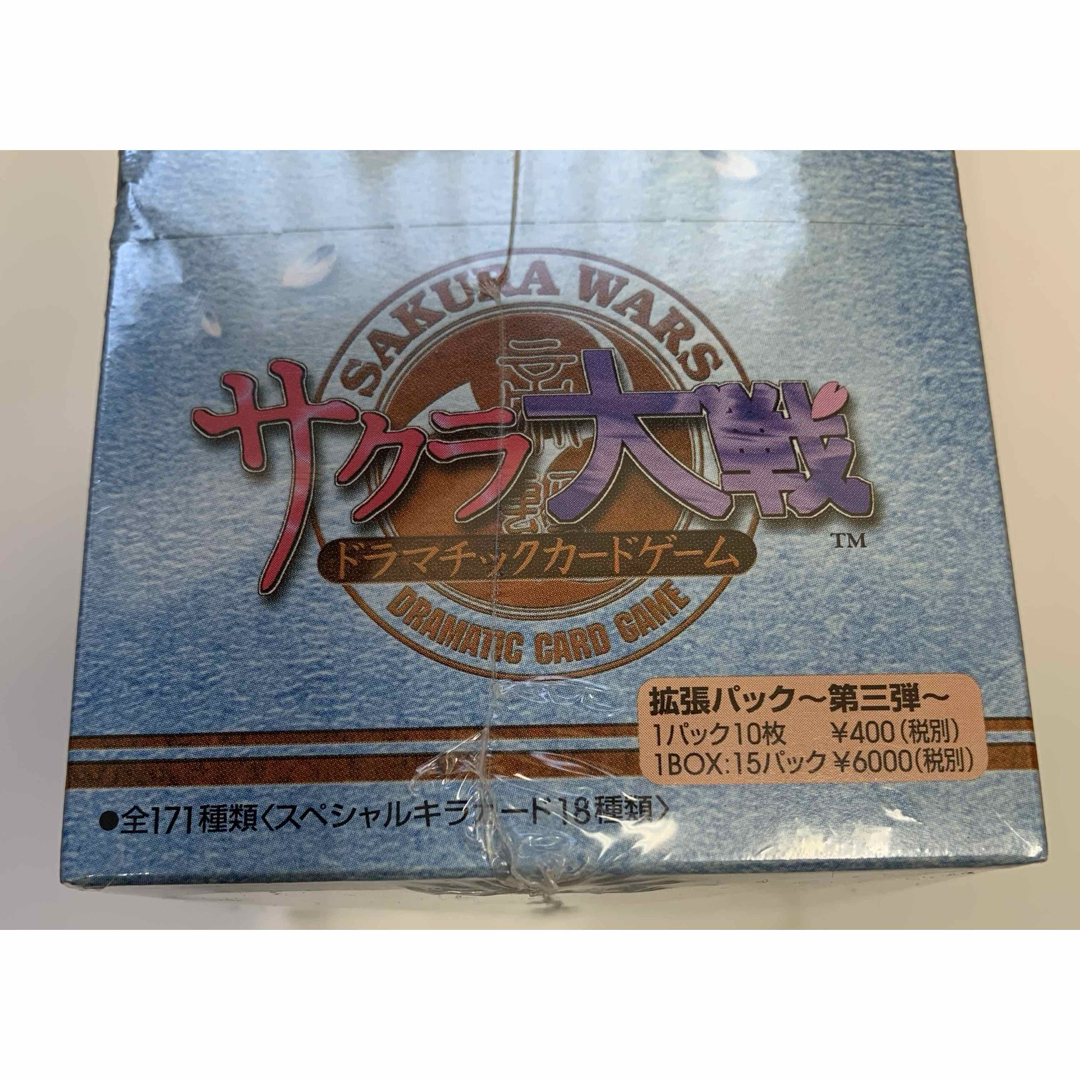 SAKURA WARS
サクラ大戦
TM
ドラマチックカードゲーム
DRAMATIC CARD GAME
拡張パック〜第三弾〜
1パック10枚 ¥400(税別)
1BOX:15パック ¥6000(税別)
●全171種類〈スペシャルキラカード18種類〉